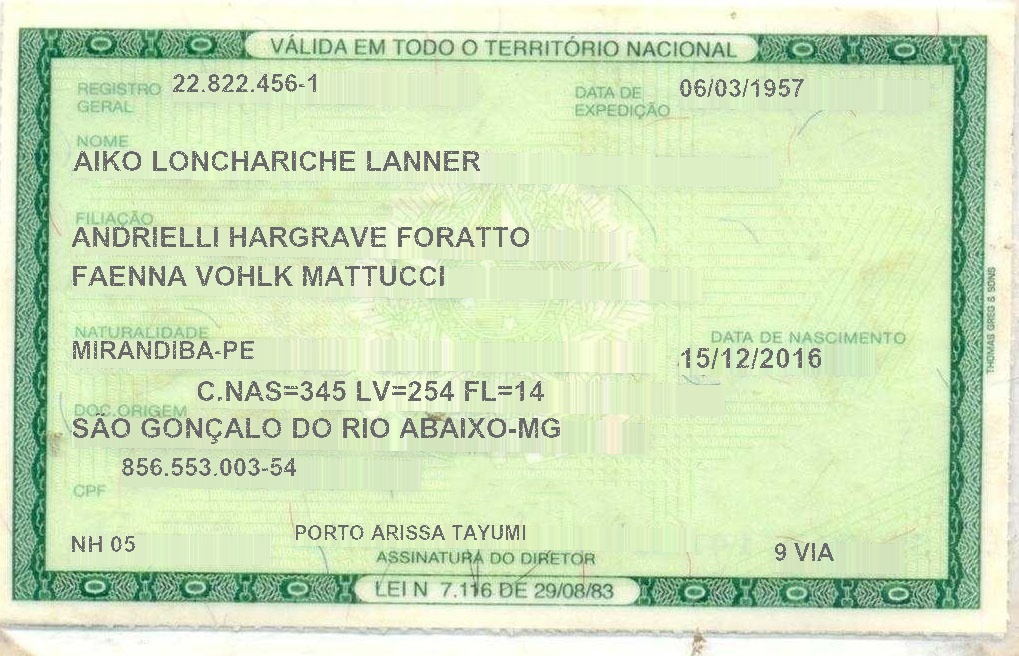 VÁLIDA EM TODO O TERRITÓRIO NACIONAL
REGISTRO GERAL 22.822.456-1 DATA DE EXPEDIÇÃO 06/03/1957
NOME
AIKO LONCHARICHE LANNER
FILIAÇÃO
ANDRIELLI HARGRAVE FORATTO
FAENNA VOHLK MATTUCCI
NATURALIDADE DATA DE NASCIMENTO
MIRANDIBA-PE 15/12/2016
C.NAS=345 LV=254 FL=14
DOC.ORIGEM
SÃO GONÇALO DO RIO ABAIXO-MG
856.553.003-54
CPF
NH 05 PORTO ARISSA TAYUMI 9 VIA
ASSINATURA DO DIRETOR
LEI N 7.116 DE 29/08/83
THOMAS GREG & SONS